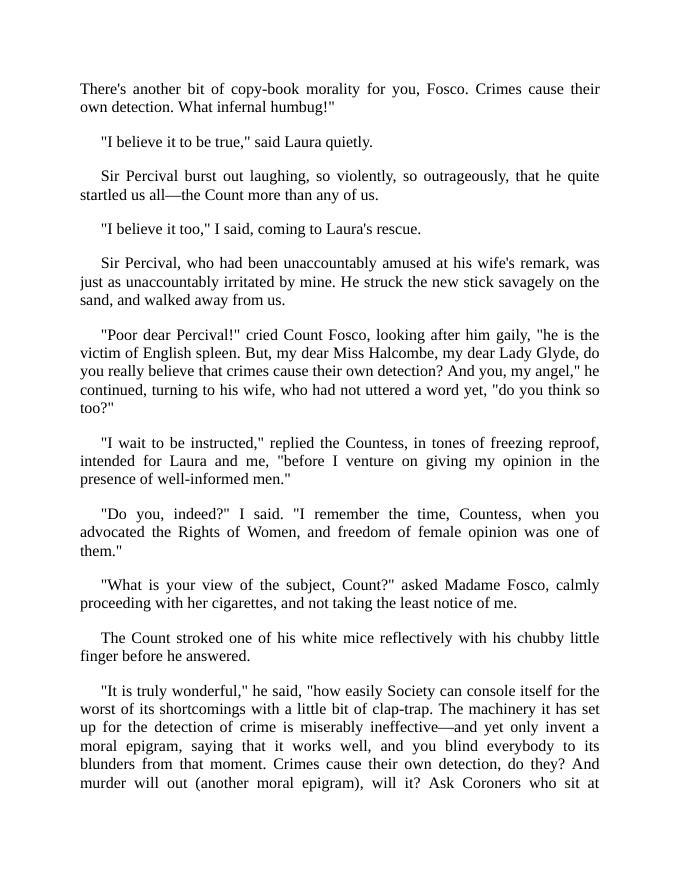 There's another bit of copy-book morality for you, Fosco. Crimes cause their
own detection. What infernal humbug!"
"I believe it to be true," said Laura quietly.
Sir Percival burst out laughing, so violently, so outrageously, that he quite
startled us all—the Count more than any of us.
"I believe it too," I said, coming to Laura's rescue.
Sir Percival, who had been unaccountably amused at his wife's remark, was
just as unaccountably irritated by mine. He struck the new stick savagely on the
sand, and walked away from us.
"Poor dear Percival!" cried Count Fosco, looking after him gaily, "he is the
victim of English spleen. But, my dear Miss Halcombe, my dear Lady Glyde, do
you really believe that crimes cause their own detection? And you, my angel," he
continued, turning to his wife, who had not uttered a word yet, "do you think so
too?"
"I wait to be instructed," replied the Countess, in tones of freezing reproof,
intended for Laura and me, "before I venture on giving my opinion in the
presence of well-informed men."
"Do you, indeed?" I said. "I remember the time, Countess, when you
advocated the Rights of Women, and freedom of female opinion was one of
them."
"What is your view of the subject, Count?" asked Madame Fosco, calmly
proceeding with her cigarettes, and not taking the least notice of me.
The Count stroked one of his white mice reflectively with his chubby little
finger before he answered.
"It is truly wonderful," he said, "how easily Society can console itself for the
worst of its shortcomings with a little bit of clap-trap. The machinery it has set
up for the detection of crime is miserably ineffective—and yet only invent a
moral epigram, saying that it works well, and you blind everybody to its
blunders from that moment. Crimes cause their own detection, do they? And
murder will out (another moral epigram), will it? Ask Coroners who sit at